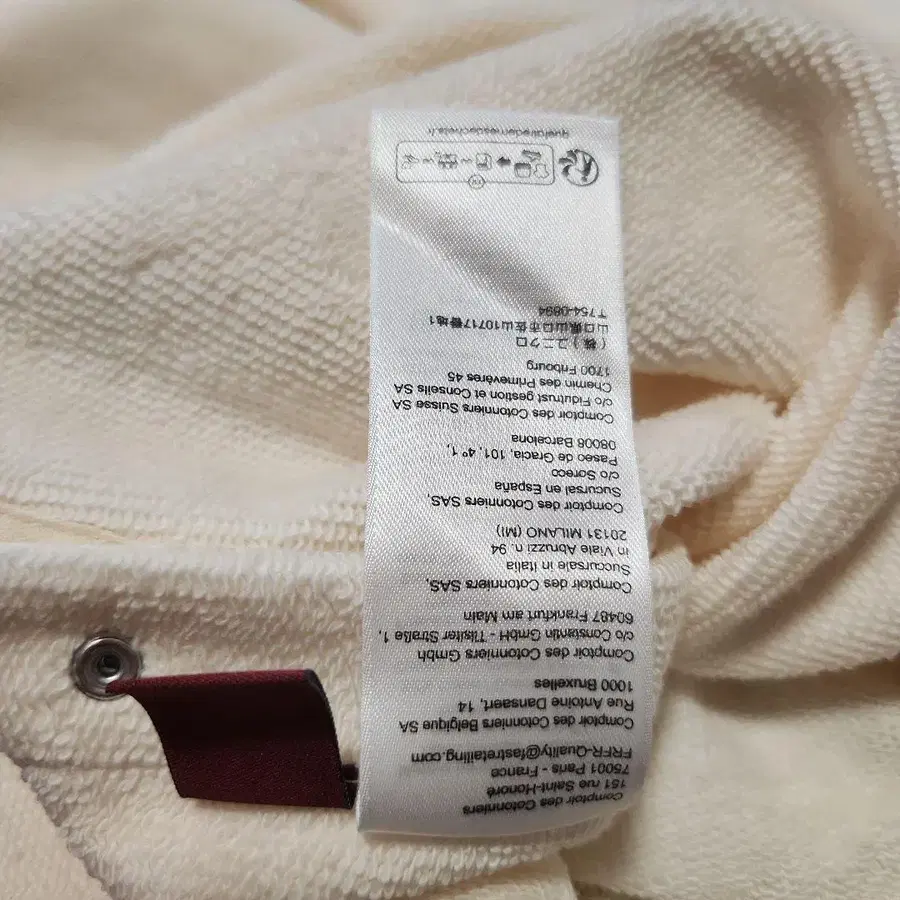 Comptoir des Cotonniers
151 rue Saint-Honoré
75001 Paris - France
FRFR-Quality@fastretailing.com
Comptoir des Cotonniers Belgique SA
Rue Antoine Dansaert, 14
1000 Bruxelles
Comptoir des Cotonniers Gmbh
c/o Constantin GmbH - Tilsiter Straße 1,
60487 Frankfurt am Main
Comptoir des Cotonniers SAS,
Succursale in Italia
in Viale Abruzzi n. 94
20131 MILANO (MI)
Comptoir des Cotonniers SAS,
Sucursal en España
c/o Soreco
Paseo de Gracia, 101, 4º 1,
08008 Barcelona
Comptoir des Cotonniers Suisse SA
c/o Fidutrust gestion et Conseils SA
Chemin des Primevères 45
1700 Fribourg
(株)ユニクロ
山口県山口市佐山10717番地1
〒754-0894
FR
quefairedemesdechets.fr